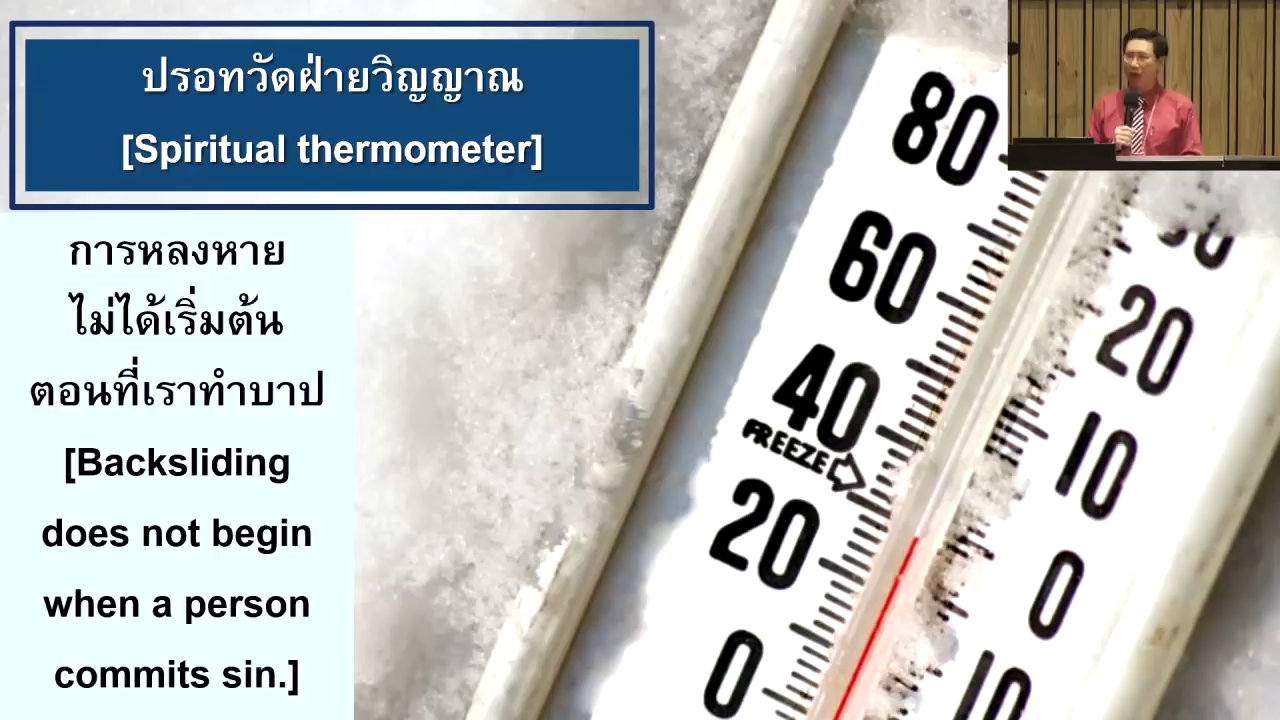 ปรอทวัดฝ่ายวิญญาณ
[Spiritual thermometer]
การหลงหาย
ไม่ได้เริ่มต้น
ตอนที่เราทำบาป
[Backsliding
does not begin
when a person
commits sin.]
80
60
40
FREEZE
20
0
20
10
0
10